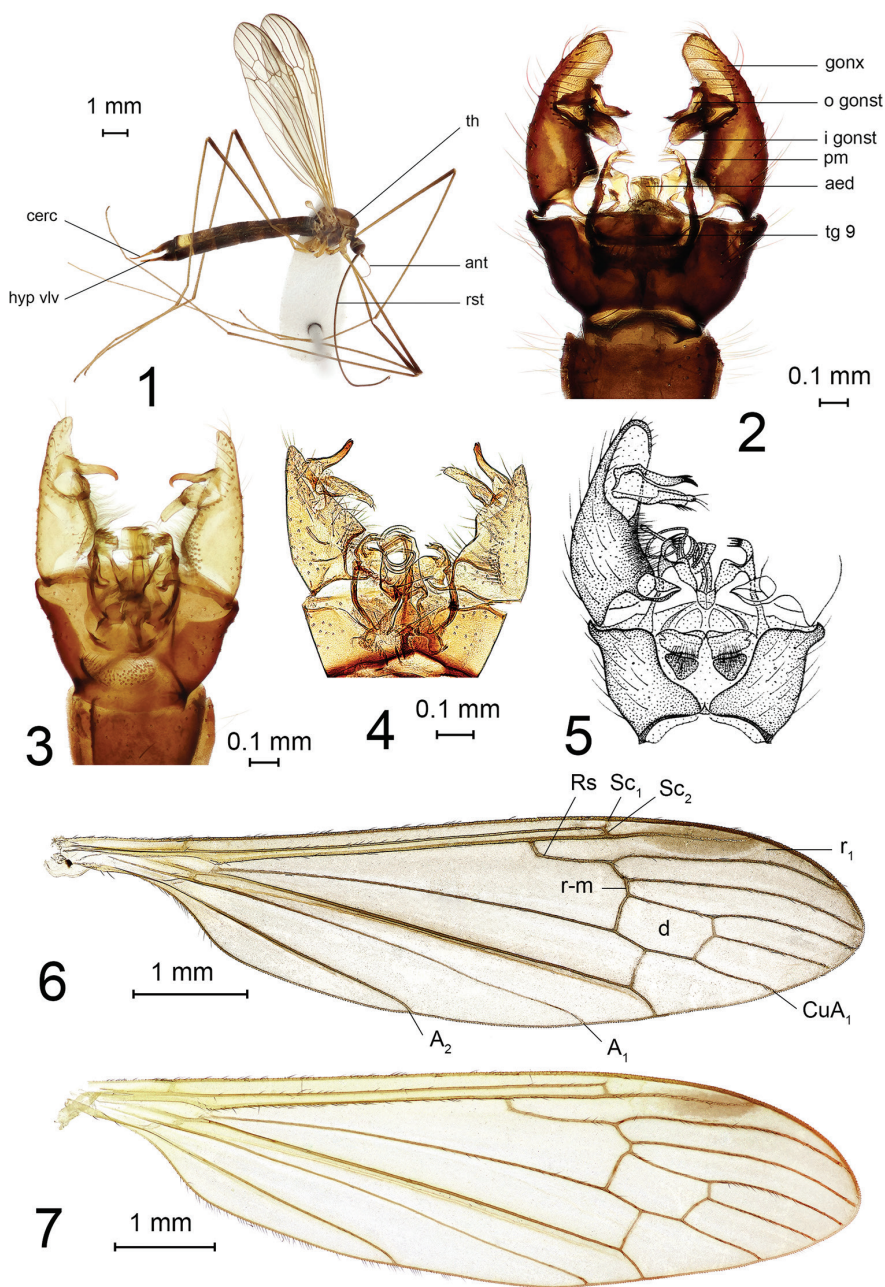 1 mm
th
cerc
hyp vlv
ant
rst
1
gonx
o gonst
i gonst
pm
aed
tg 9
0.1 mm
2
3
0.1 mm
4
0.1 mm
5
Rs
Sc1
Sc2
r1
r-m
d
6
1 mm
A2
A1
CuA1
7
1 mm